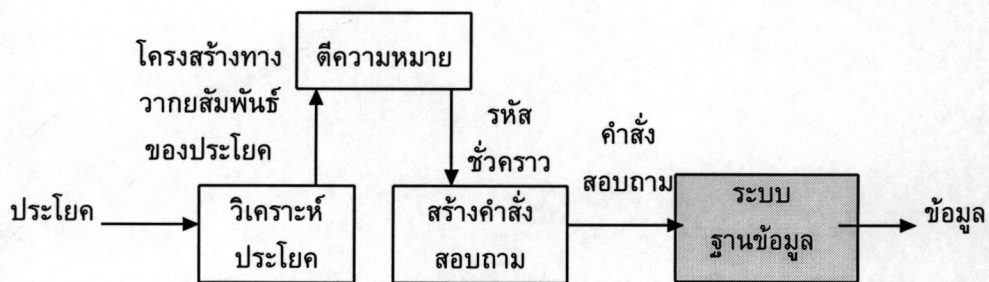 ประโยค
วิเคราะห์
ประโยค
โครงสร้างทาง
วากยสัมพันธ์
ของประโยค
ตีความหมาย
รหัส
ชั่วคราว
สร้างคำสั่ง
สอบถาม
คำสั่ง
สอบถาม
ระบบ
ฐานข้อมูล
ข้อมูล